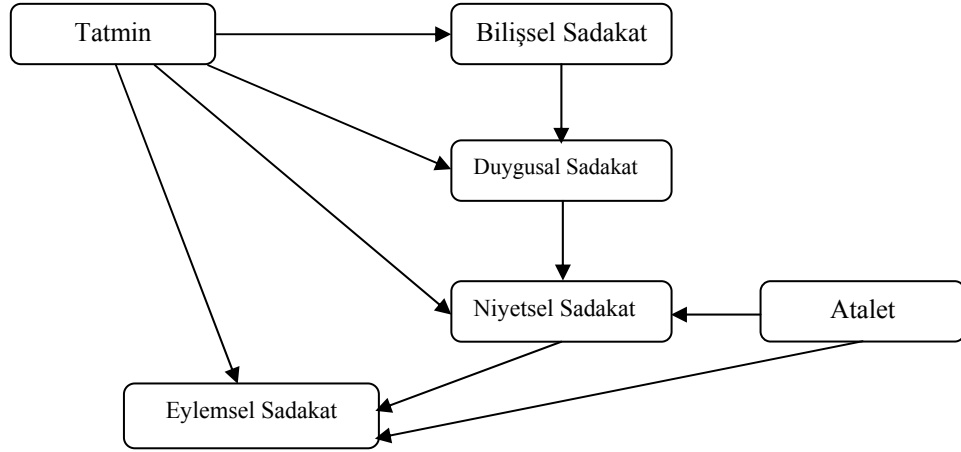 Tatmin
Bilişsel Sadakat
Duygusal Sadakat
Niyetsel Sadakat
Atalet
Eylemsel Sadakat